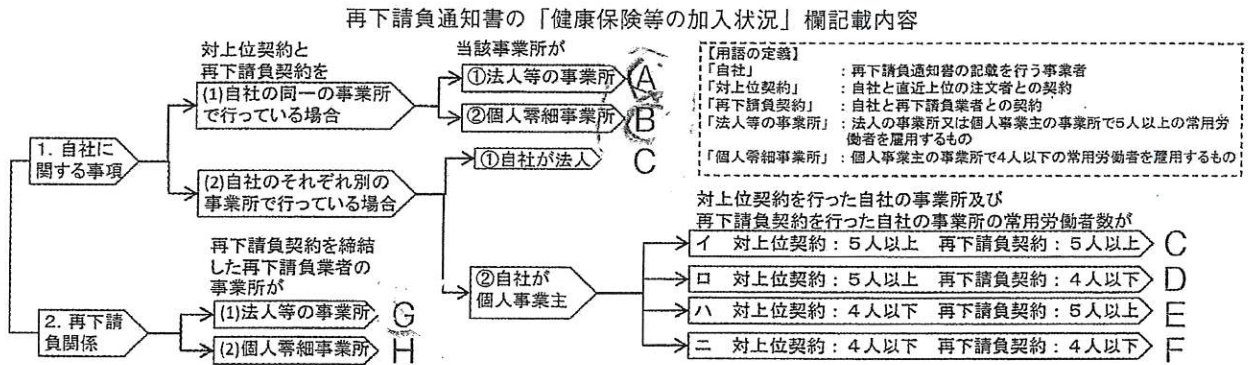 再下請負通知書の「健康保険等の加入状況」欄記載内容
対上位契約と
再下請負契約を
(1)自社の同一の事業所
で行っている場合
当該事業所が
①法人等の事業所 A
②個人零細事業所 B
【用語の定義】
「自社」 : 再下請負通知書の記載を行う事業者
「対上位契約」 : 自社と直近上位の注文者との契約
「再下請負契約」 : 自社と再下請負業者との契約
「法人等の事業所」 : 法人の事業所又は個人事業主の事業所で5人以上の常用労
働者を雇用するもの
「個人零細事業所」 : 個人事業主の事業所で4人以下の常用労働者を雇用するもの
1. 自社に
関する事項
(2)自社のそれぞれ別の
事業所で行っている場合
①自社が法人 C
②自社が
個人事業主
対上位契約を行った自社の事業所及び
再下請負契約を行った自社の事業所の常用労働者数が
イ 対上位契約:5人以上 再下請負契約:5人以上 C
ロ 対上位契約:5人以上 再下請負契約:4人以下 D
ハ 対上位契約:4人以下 再下請負契約:5人以上 E
ニ 対上位契約:4人以下 再下請負契約:4人以下 F
2. 再下請
負関係
再下請負契約を締結
した再下請負業者の
事業所が
(1)法人等の事業所 G
(2)個人零細事業所 H